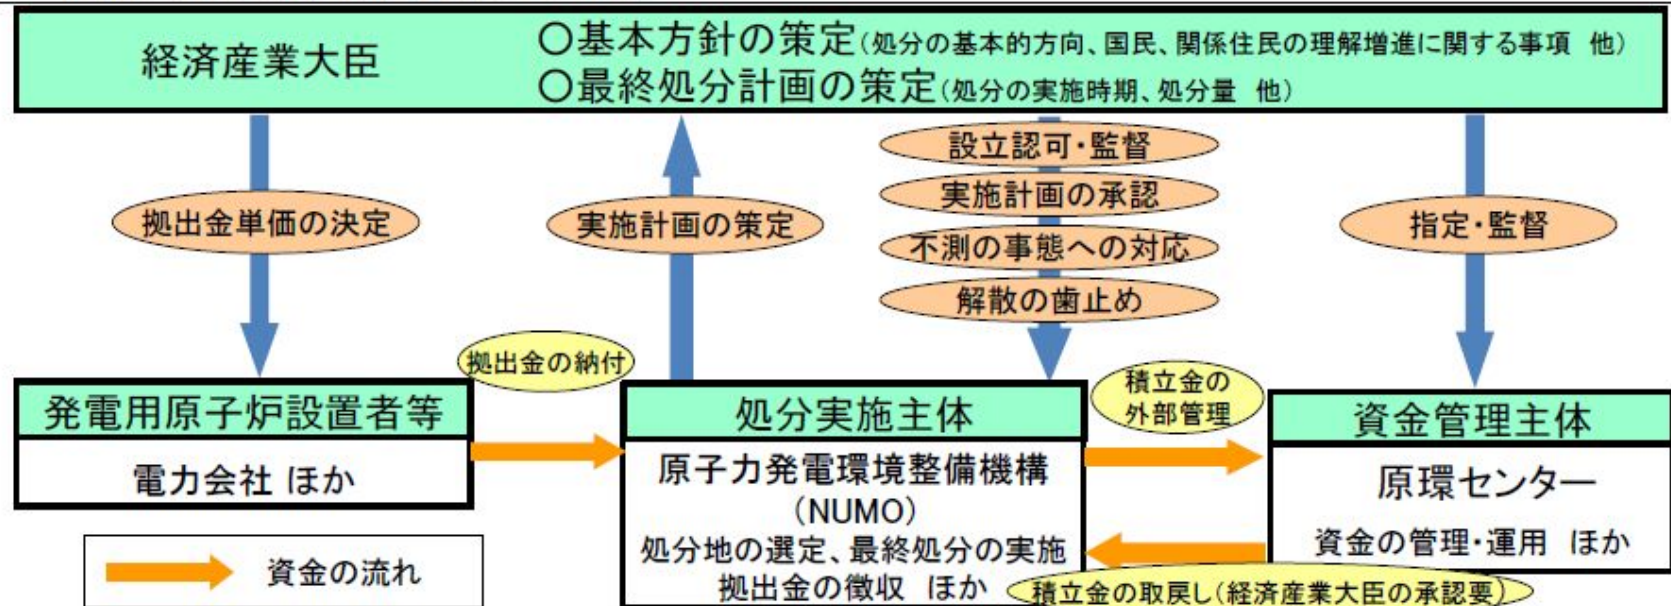 経済産業大臣
〇基本方針の策定(処分の基本的方向、国民、関係住民の理解増進に関する事項 他)
〇最終処分計画の策定(処分の実施時期、処分量 他)
拠出金単価の決定
実施計画の策定
設立認可・監督
実施計画の承認
不測の事態への対応
解散の歯止め
指定・監督
拠出金の納付
積立金の
外部管理
発電用原子炉設置者等
電力会社 ほか
処分実施主体
原子力発電環境整備機構
(NUMO)
処分地の選定、最終処分の実施
拠出金の徴収 ほか
資金管理主体
原環センター
資金の管理・運用 ほか
積立金の取戻し(経済産業大臣の承認要)
資金の流れ